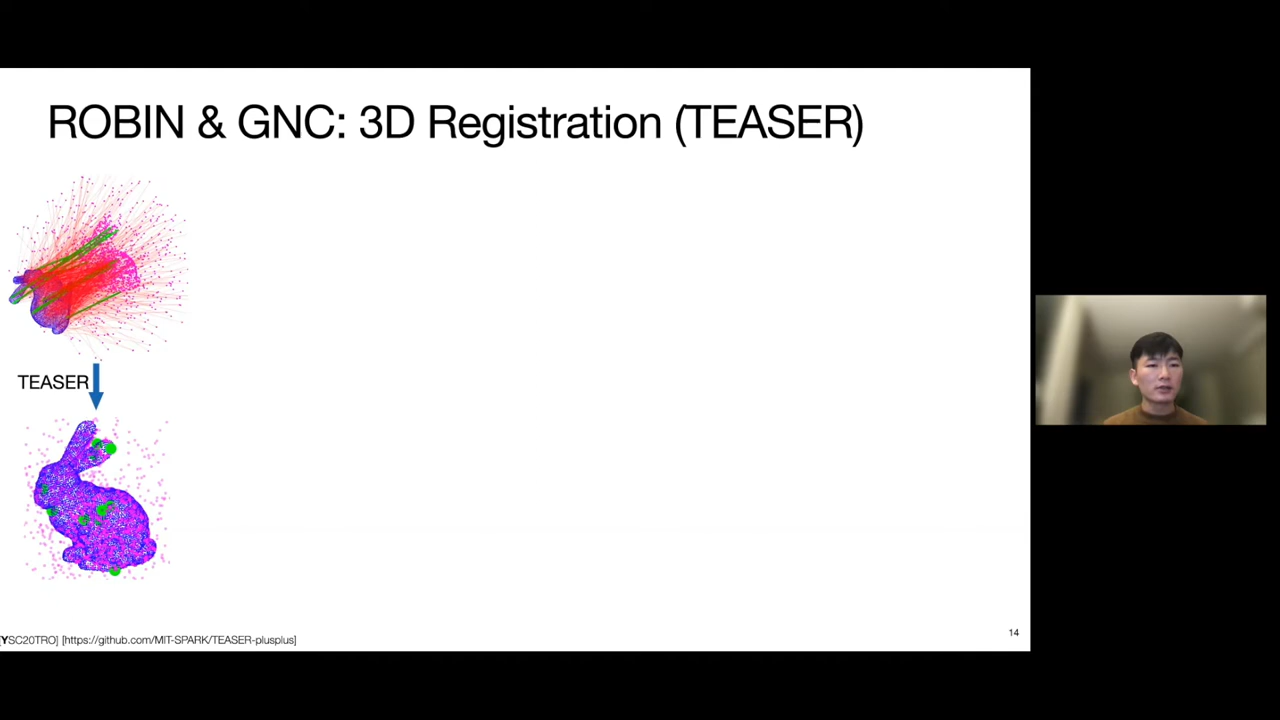 ROBIN & GNC: 3D Registration (TEASER)
TEASER
[YSC20TRO] [https://github.com/MIT-SPARK/TEASER-plusplus]
14